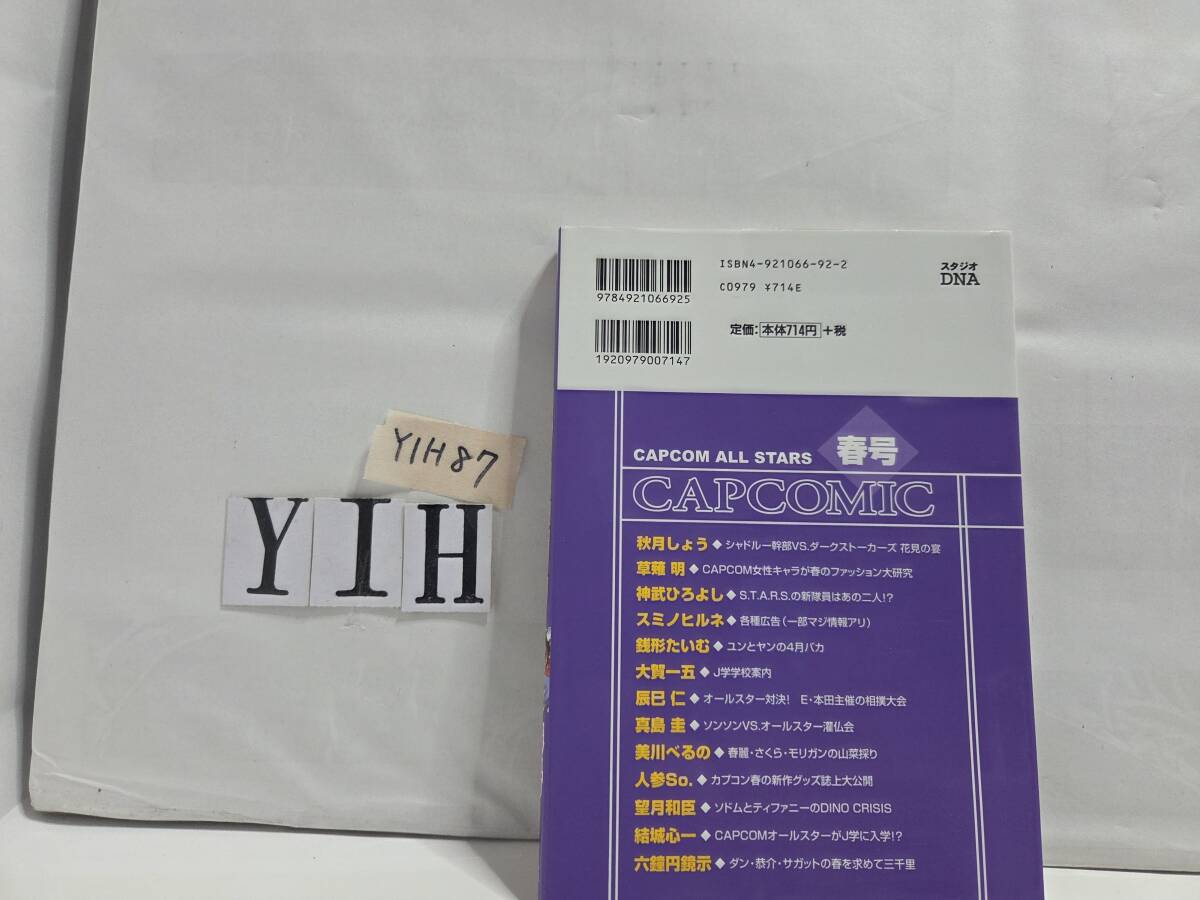 ISBN4-921066-92-2
C0979 ¥714E
スタジオ
DNA
9784921066925
定価:本体714円+税
1920979007147
YIH87
YIH
CAPCOM ALL STARS 春号
CAPCOMIC
秋月しょう◆シャドルー幹部VS.ダークストーカーズ 花見の宴
草薙 明◆CAPCOM女性キャラが春のファッション大研究
神武ひろよし◆S.T.A.R.S.の新隊員はあの二人!?
スミノヒルネ◆各種広告(一部マジ情報アリ)
銭形たいむ◆ユンとヤンの4月バカ
大賀一五◆J学学校案内
辰巳 仁◆オールスター対決! E・本田主催の相撲大会
真島 圭◆ソンソンVS.オールスター灌仏会
美川べるの◆春麗・さくら・モリガンの山菜採り
人参So.◆カプコン春の新作グッズ誌上大公開
望月和臣◆ソドムとティファニーのDINO CRISIS
結城心一◆CAPCOMオールスターがJ学に入学!?
六鐘円鏡示◆ダン・恭介・サガットの春を求めて三千里